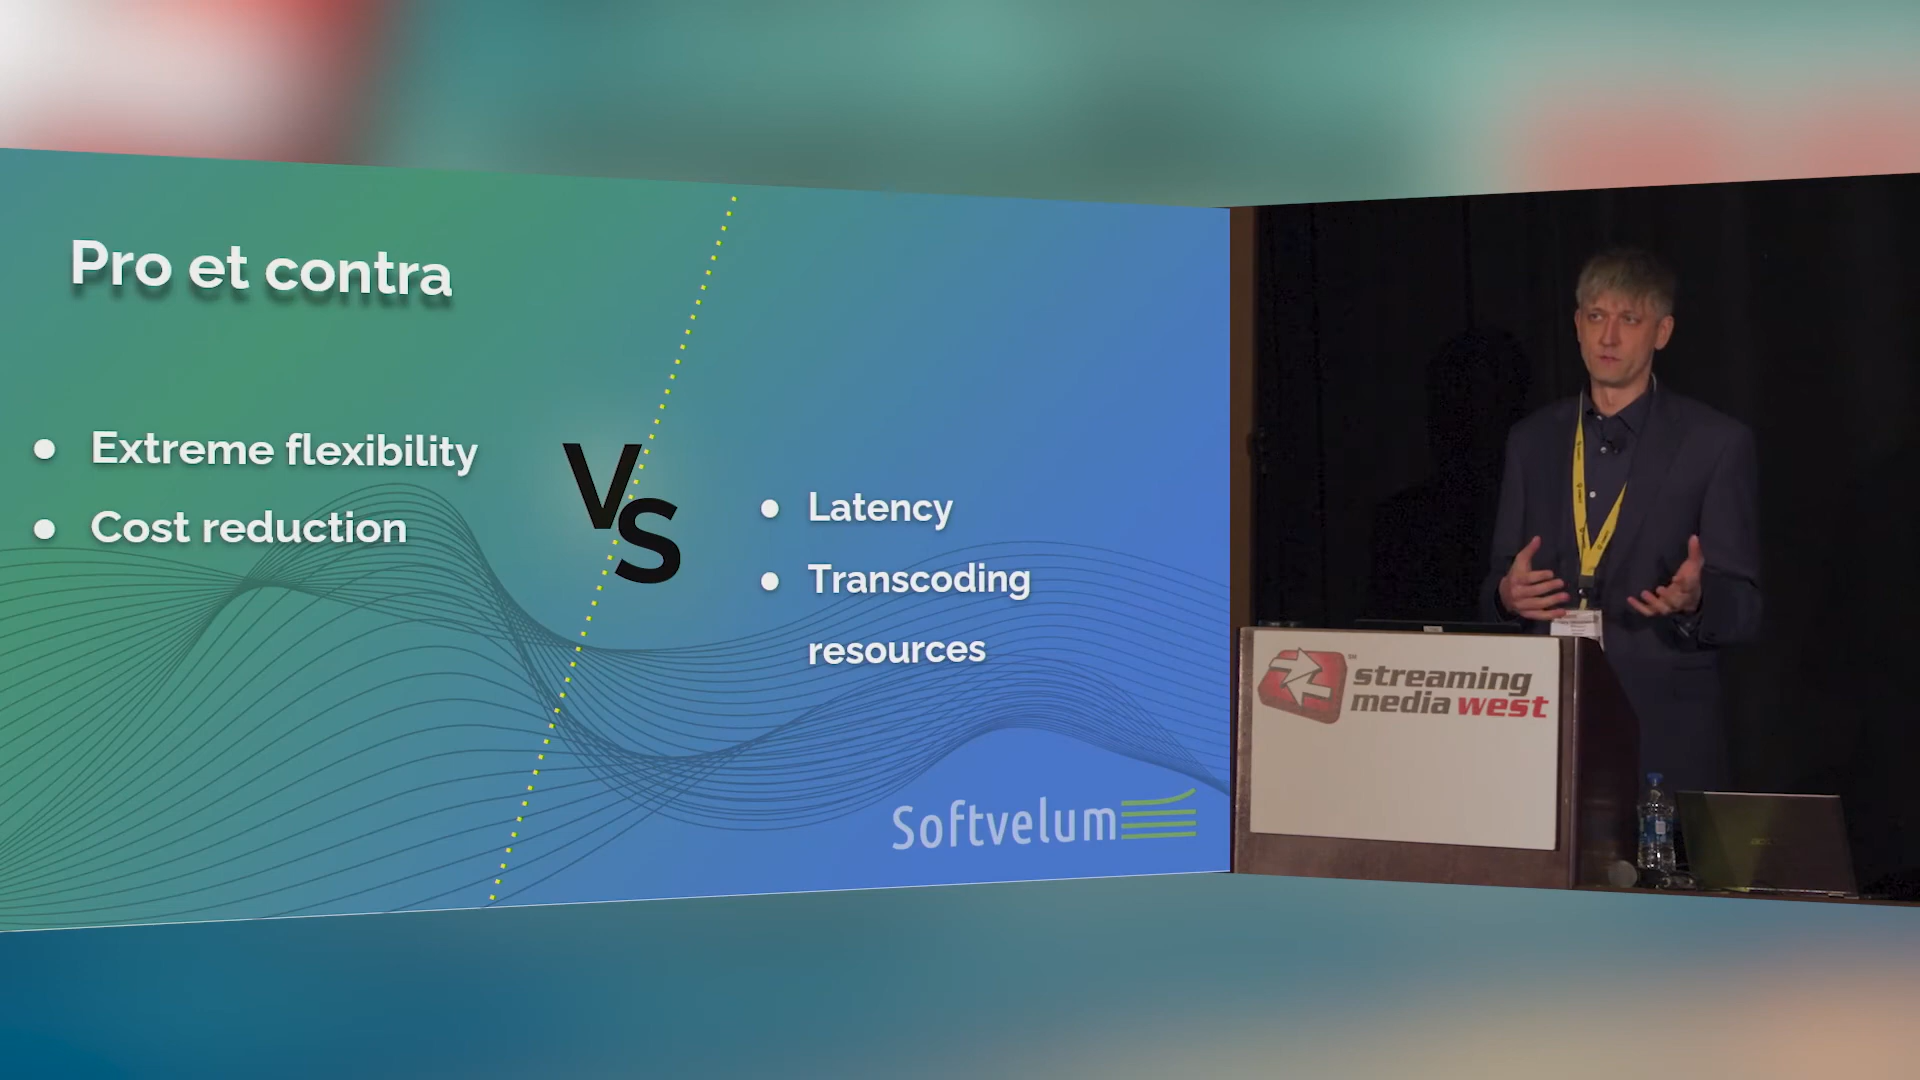 Pro et contra
Extreme flexibility
Cost reduction
VS
Latency
Transcoding
resources
Softvelum
streaming
media west